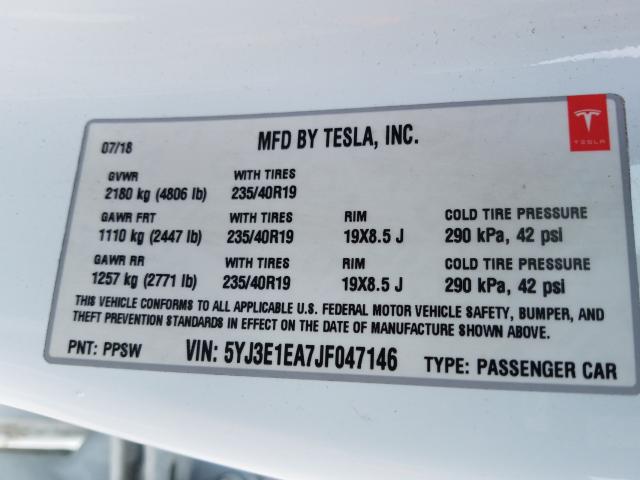 07/18 MFD BY TESLA, INC.
TESLA
GVWR WITH TIRES
2180 kg (4806 lb) 235/40R19
GAWR FRT WITH TIRES RIM COLD TIRE PRESSURE
1110 kg (2447 lb) 235/40R19 19X8.5 J 290 kPa, 42 psi
GAWR RR WITH TIRES RIM COLD TIRE PRESSURE
1257 kg (2771 lb) 235/40R19 19X8.5 J 290 kPa, 42 psi
THIS VEHICLE CONFORMS TO ALL APPLICABLE U.S. FEDERAL MOTOR VEHICLE SAFETY, BUMPER, AND
THEFT PREVENTION STANDARDS IN EFFECT ON THE DATE OF MANUFACTURE SHOWN ABOVE.
PNT: PPSW VIN: 5YJ3E1EA7JF047146 TYPE: PASSENGER CAR